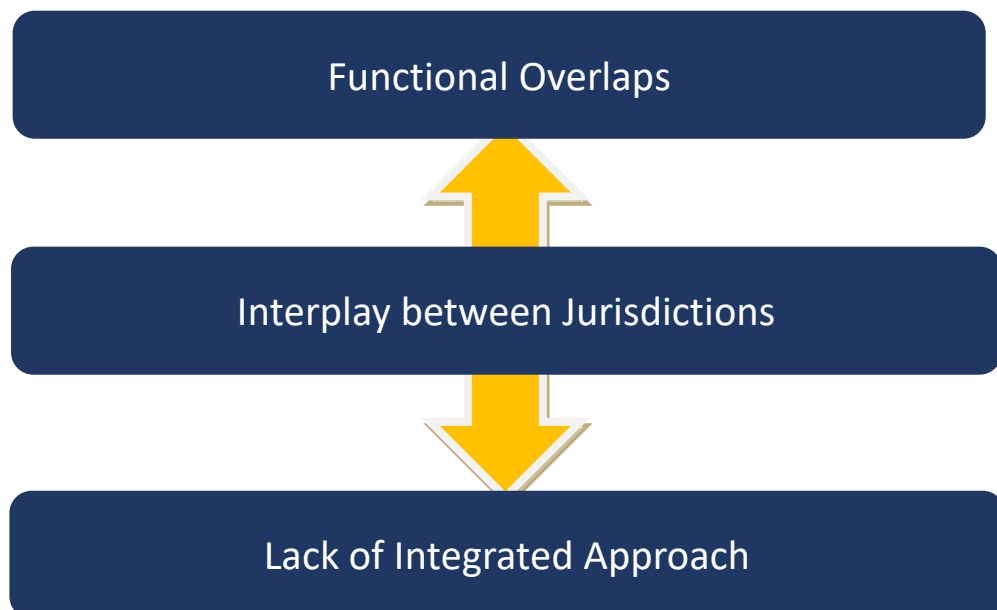 Functional Overlaps
Interplay between Jurisdictions
Lack of Integrated Approach